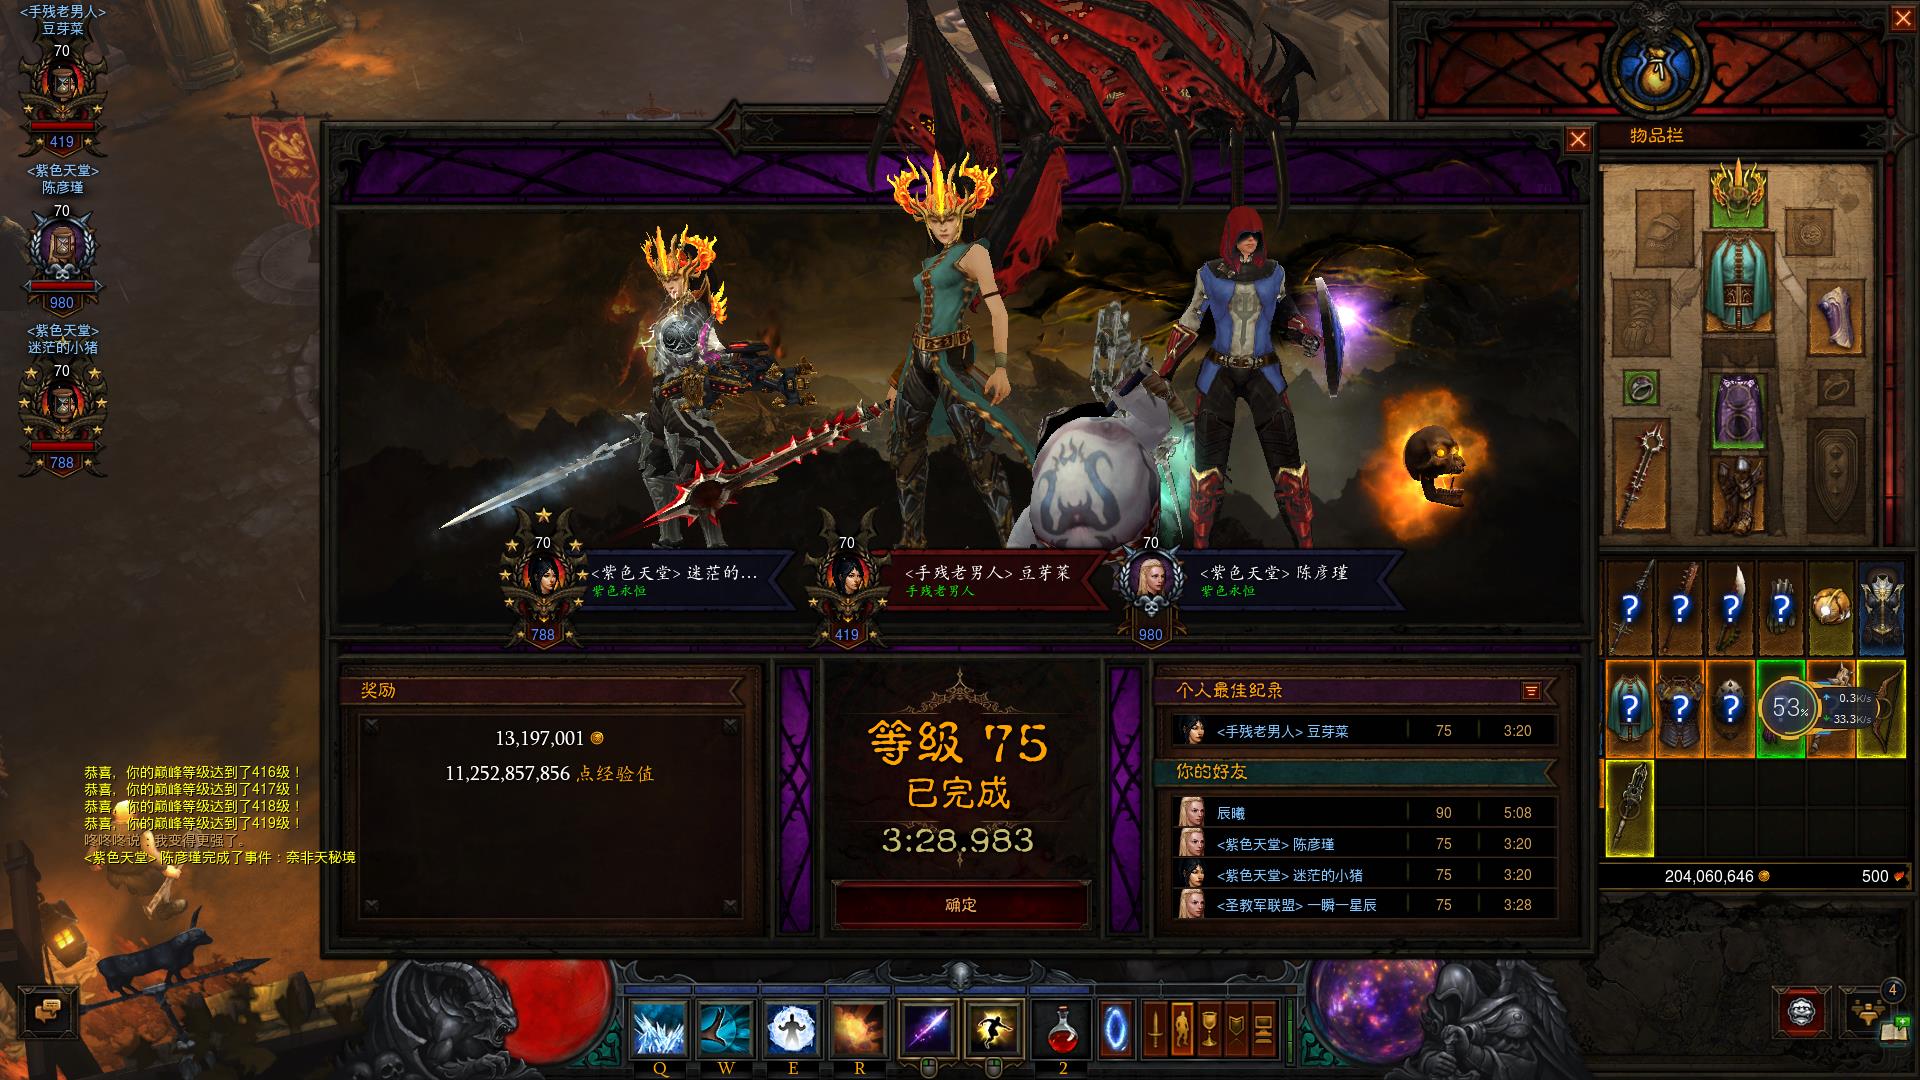 <手残老男人>
豆芽菜
70
419
<紫色天堂>
陈彦瑾
70
980
<紫色天堂>
迷茫的小猪
70
788
物品栏
70
<紫色天堂> 迷茫的...
紫色永恒
788
70
<手残老男人> 豆芽菜
手残老男人
419
70
<紫色天堂> 陈彦瑾
紫色永恒
980
奖励
13,197,001
11,252,857,856 点经验值
等级 75
已完成
3:28.983
确定
个人最佳纪录
<手残老男人> 豆芽菜 75 3:20
你的好友
辰曦 90 5:08
<紫色天堂> 陈彦瑾 75 3:20
<紫色天堂> 迷茫的小猪 75 3:20
<圣教军联盟> 一瞬一星辰 75 3:28
? ? ? ?
? ? ?
53%
0.3K/s
33.3K/s
204,060,646
500
恭喜，你的巅峰等级达到了416级！
恭喜，你的巅峰等级达到了417级！
恭喜，你的巅峰等级达到了418级！
恭喜，你的巅峰等级达到了419级！
咚咚咚说：我变得更强了。
<紫色天堂> 陈彦瑾完成了事件：奈非天秘境
Q W E R 2
4